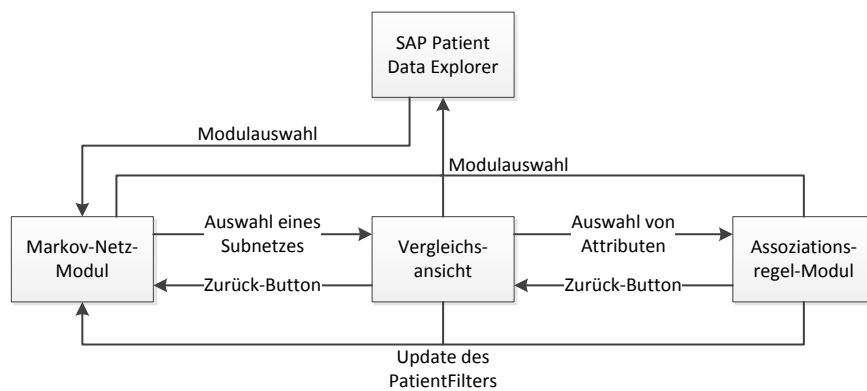 SAP Patient
Data Explorer
Modulauswahl
Modulauswahl
Markov-Netz-
Modul
Auswahl eines
Subnetzes
Zurück-Button
Vergleichs-
ansicht
Auswahl von
Attributen
Zurück-Button
Assoziations-
regel-Modul
Update des
PatientFilters